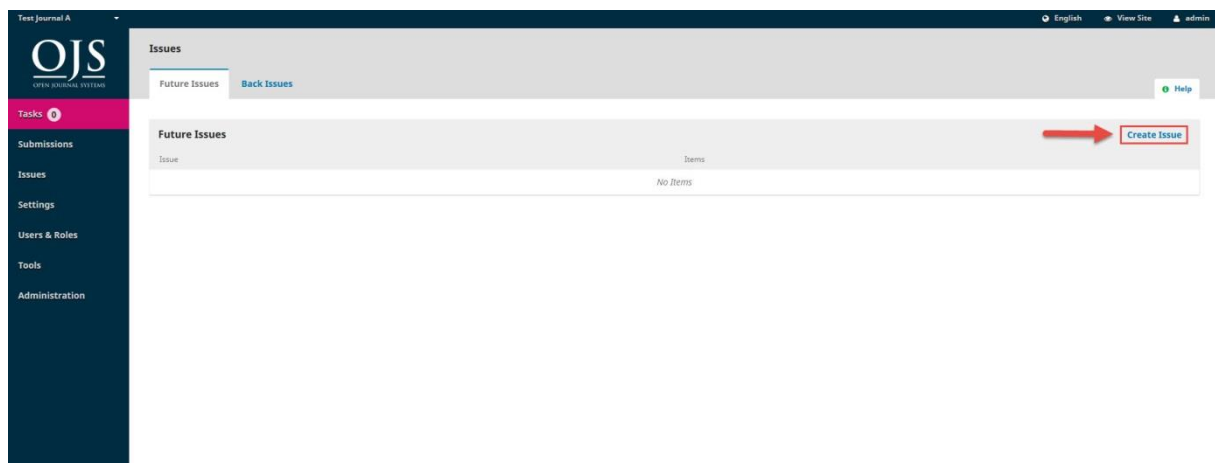 Test Journal A
English View Site admin
OJS
OPEN JOURNAL SYSTEMS
Tasks 0
Submissions
Issues
Settings
Users & Roles
Tools
Administration
Issues
Future Issues Back Issues
Help
Future Issues Create Issue
Issue Items
No Items